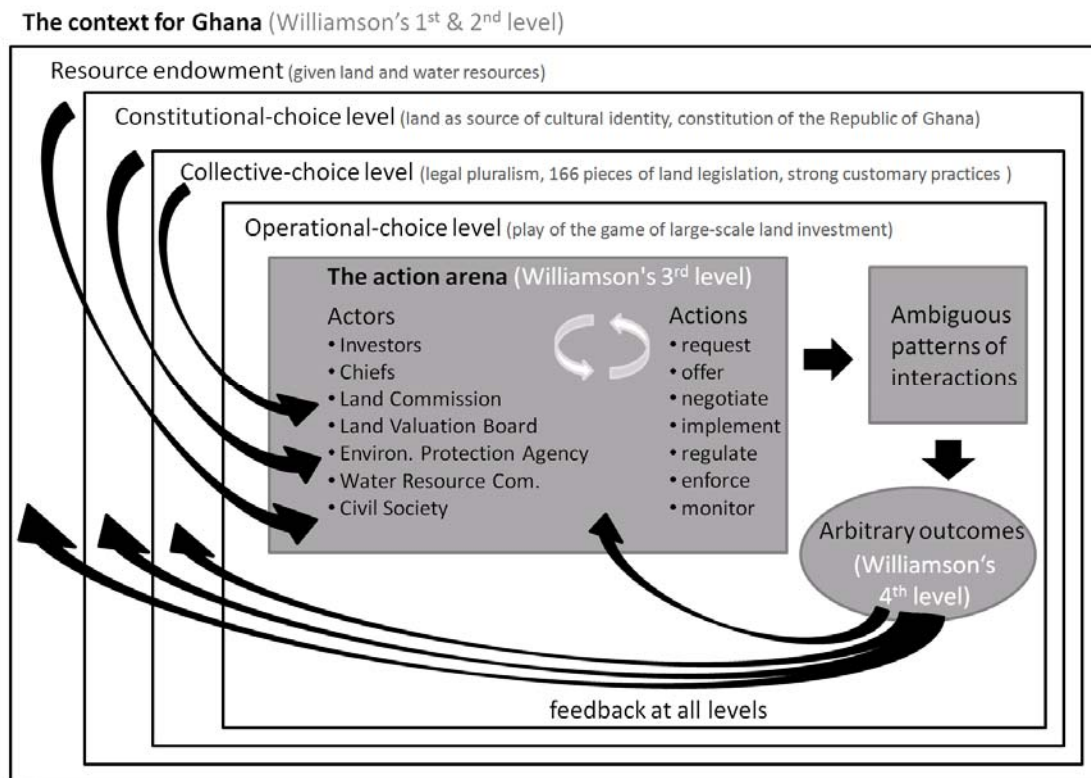 The context for Ghana (Williamson's 1st & 2nd level)
Resource endowment (given land and water resources)
Constitutional-choice level (land as source of cultural identity, constitution of the Republic of Ghana)
Collective-choice level (legal pluralism, 166 pieces of land legislation, strong customary practices )
Operational-choice level (play of the game of large-scale land investment)
The action arena (Williamson's 3rd level)
Actors
• Investors
• Chiefs
• Land Commission
• Land Valuation Board
• Environ. Protection Agency
• Water Resource Com.
• Civil Society
Actions
• request
• offer
• negotiate
• implement
• regulate
• enforce
• monitor
Ambiguous
patterns of
interactions
Arbitrary outcomes
(Williamson's
4th level)
feedback at all levels